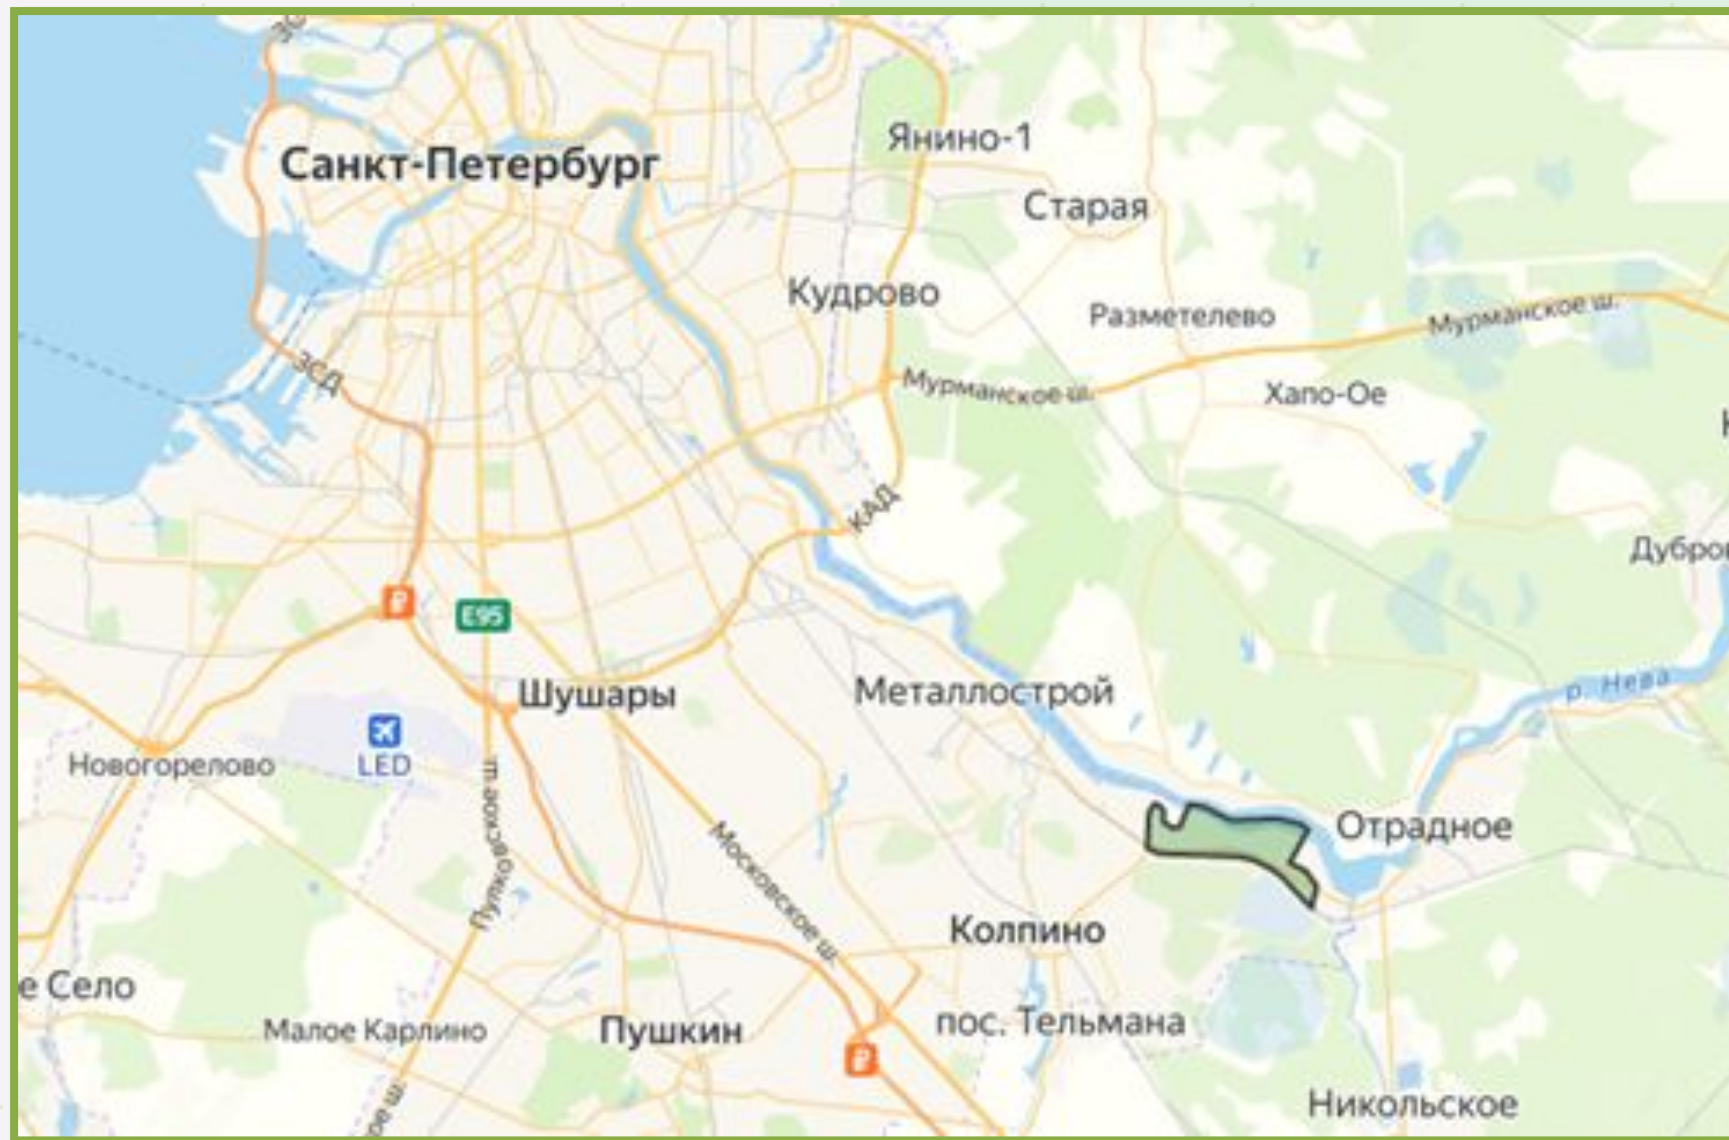 Янино-1
Санкт-Петербург
Старая
Кудрово
Разметелево
Мурманское ш.
ЗСД
Мурманское ш.
Хапо-Ое
КАД
₽
E95
Шушары
Металлострой
р. Нева
LED
Новогорелово
Пулковское ш.
Московское ш.
Отрадное
Колпино
е Село
Малое Карлино
Пушкин
пос. Тельмана
₽
Никольское